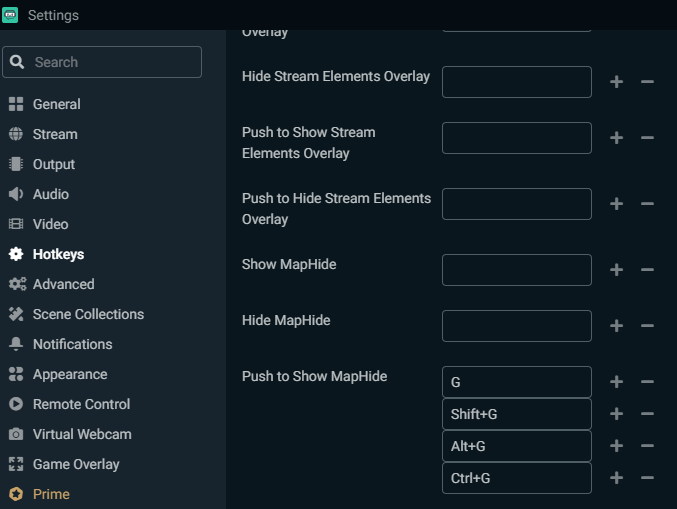 Settings
Search
General
Stream
Output
Audio
Video
Hotkeys
Advanced
Scene Collections
Notifications
Appearance
Remote Control
Virtual Webcam
Game Overlay
Prime
Overlay
Hide Stream Elements Overlay
Push to Show Stream
Elements Overlay
Push to Hide Stream Elements
Overlay
Show MapHide
Hide MapHide
Push to Show MapHide
G
Shift+G
Alt+G
Ctrl+G